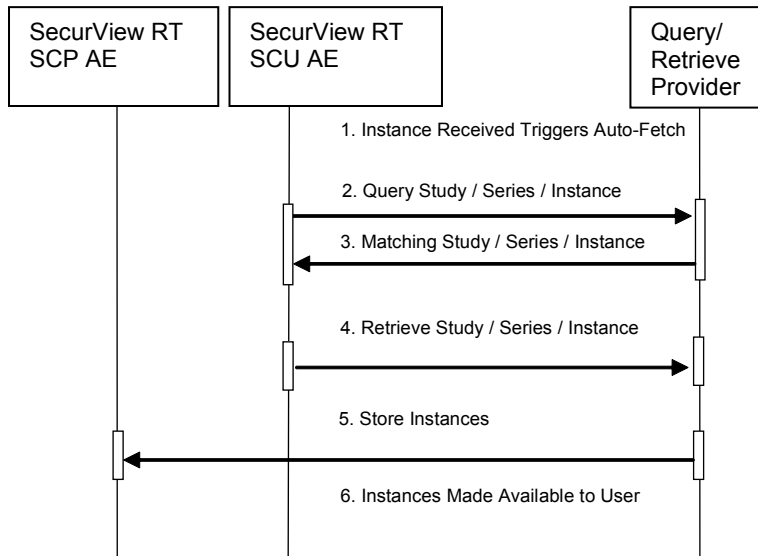 SecurView RT
SCP AE
SecurView RT
SCU AE
Query/
Retrieve
Provider
1. Instance Received Triggers Auto-Fetch
2. Query Study / Series / Instance
3. Matching Study / Series / Instance
4. Retrieve Study / Series / Instance
5. Store Instances
6. Instances Made Available to User